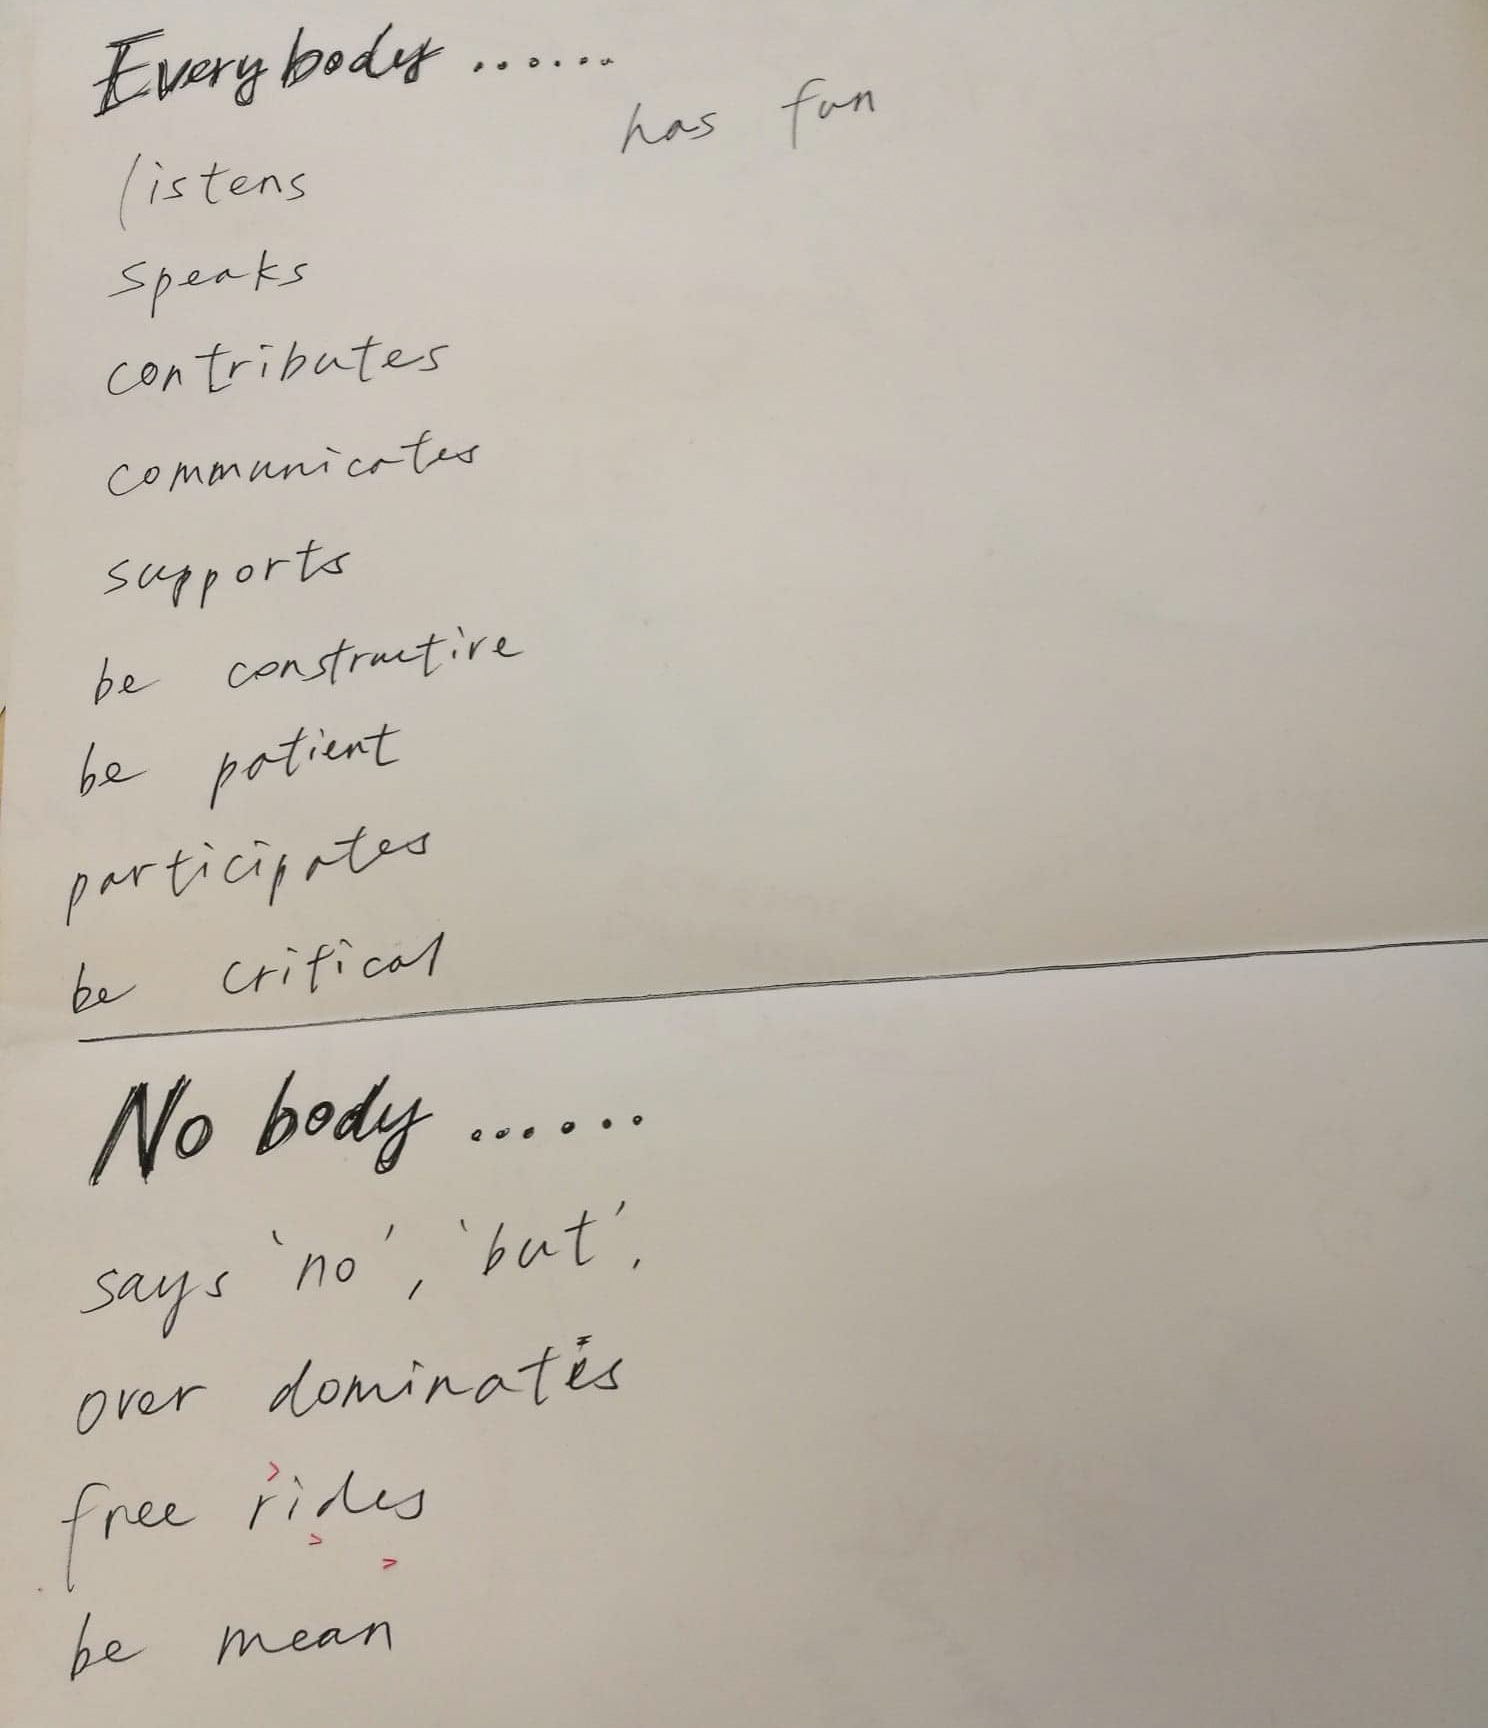 Everybody ......
has fun
listens
speaks
contributes
communicates
supports
be constructive
be patient
participates
be critical
No body ......
says 'no', 'but',
over dominates
free rides
be mean